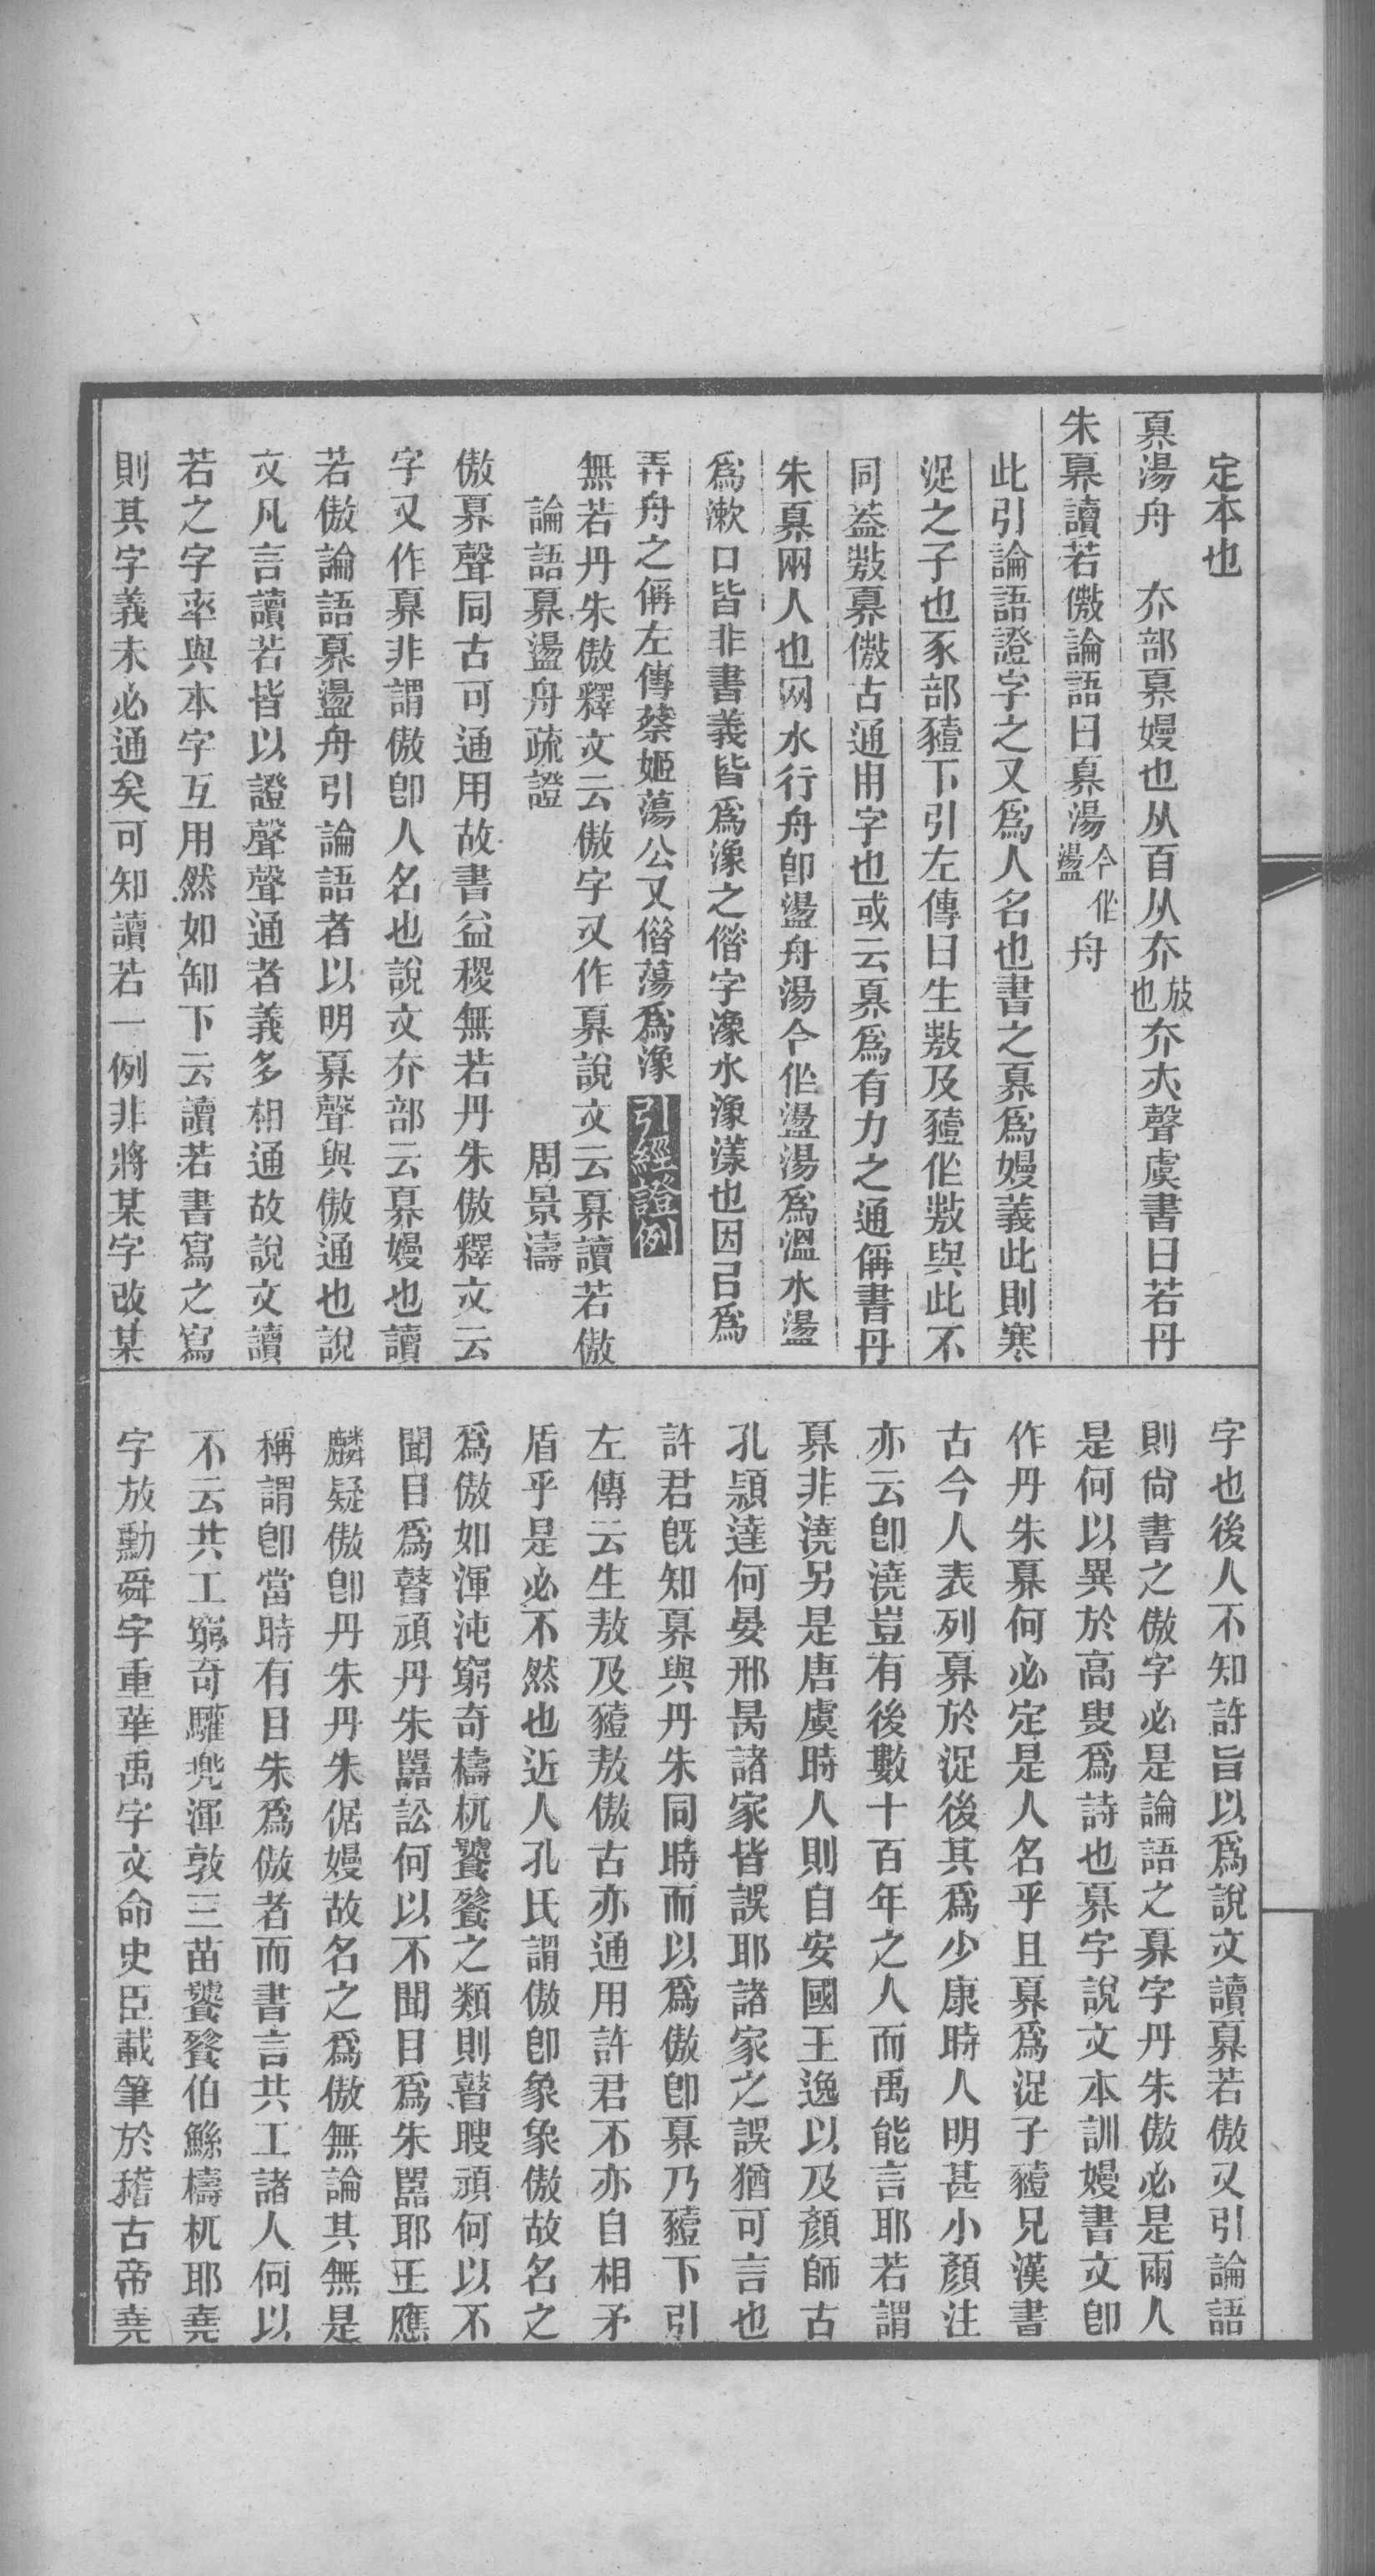 定本也
奡湯舟　夰部奡嫚也从𦣻从夰放也夰亣聲虞書曰若丹
朱奡讀若傲論語曰奡湯今作盪舟
此引論語證字之又爲人名也書之奡爲嫚義此則寒
浞之子也豕部豷下引左傳曰生敖及豷作敖與此不
同葢敖奡傲古通用字也或云奡爲有力之通偁書丹
朱奡兩人也网水行舟卽盪舟湯今作盪湯爲溫水盪
爲漱口皆非書義皆爲潒之偝字潒水潒瀁也因㠯爲
弄舟之偁左傳蔡姬蕩公又偝蕩爲潒引經證例
無若丹朱傲釋文云傲字又作奡說文云奡讀若傲
論語奡盪舟疏證　周景濤
傲奡聲同古可通用故書益稷無若丹朱傲釋文云
字又作奡非謂傲卽人名也說文夰部云奡嫚也讀
若傲論語奡盪舟引論語者以明奡聲與傲通也說
文凡言讀若皆以證聲聲通者義多相通故說文讀
若之字率與本字互用然如卸下云讀若書寫之寫
則其字義未必通矣可知讀若一例非將某字改某
字也後人不知許旨以爲說文讀奡若傲又引論語
則尙書之傲字必是論語之奡字丹朱傲必是兩人
是何以異於高叟爲詩也奡字說文本訓嫚書文卽
作丹朱奡何必定是人名乎且奡爲浞子豷兄漢書
古今人表列奡於浞後其爲少康時人明甚小顏注
亦云卽澆豈有後數十百年之人而禹能言耶若謂
奡非澆另是唐虞時人則自安國王逸以及顏師古
孔頴達何晏邢昺諸家皆誤耶諸家之誤猶可言也
許君旣知奡與丹朱同時而以爲傲卽奡乃豷下引
左傳云生敖及豷敖傲古亦通用許君不亦自相矛
盾乎是必不然也近人孔氏謂傲卽象象傲故名之
爲傲如渾沌窮奇檮杌饕餮之類則瞽瞍頑何以不
聞目爲瞽頑丹朱嚚訟何以不聞目爲朱嚚耶王應
麟疑傲卽丹朱丹朱倨嫚故名之爲傲無論其無是
稱謂卽當時有目朱爲傲者而書言共工諸人何以
不云共工窮奇驩兠渾敦三苗饕餮伯鯀檮杌耶堯
字放勳舜字重華禹字文命史臣載筆於稽古帝堯